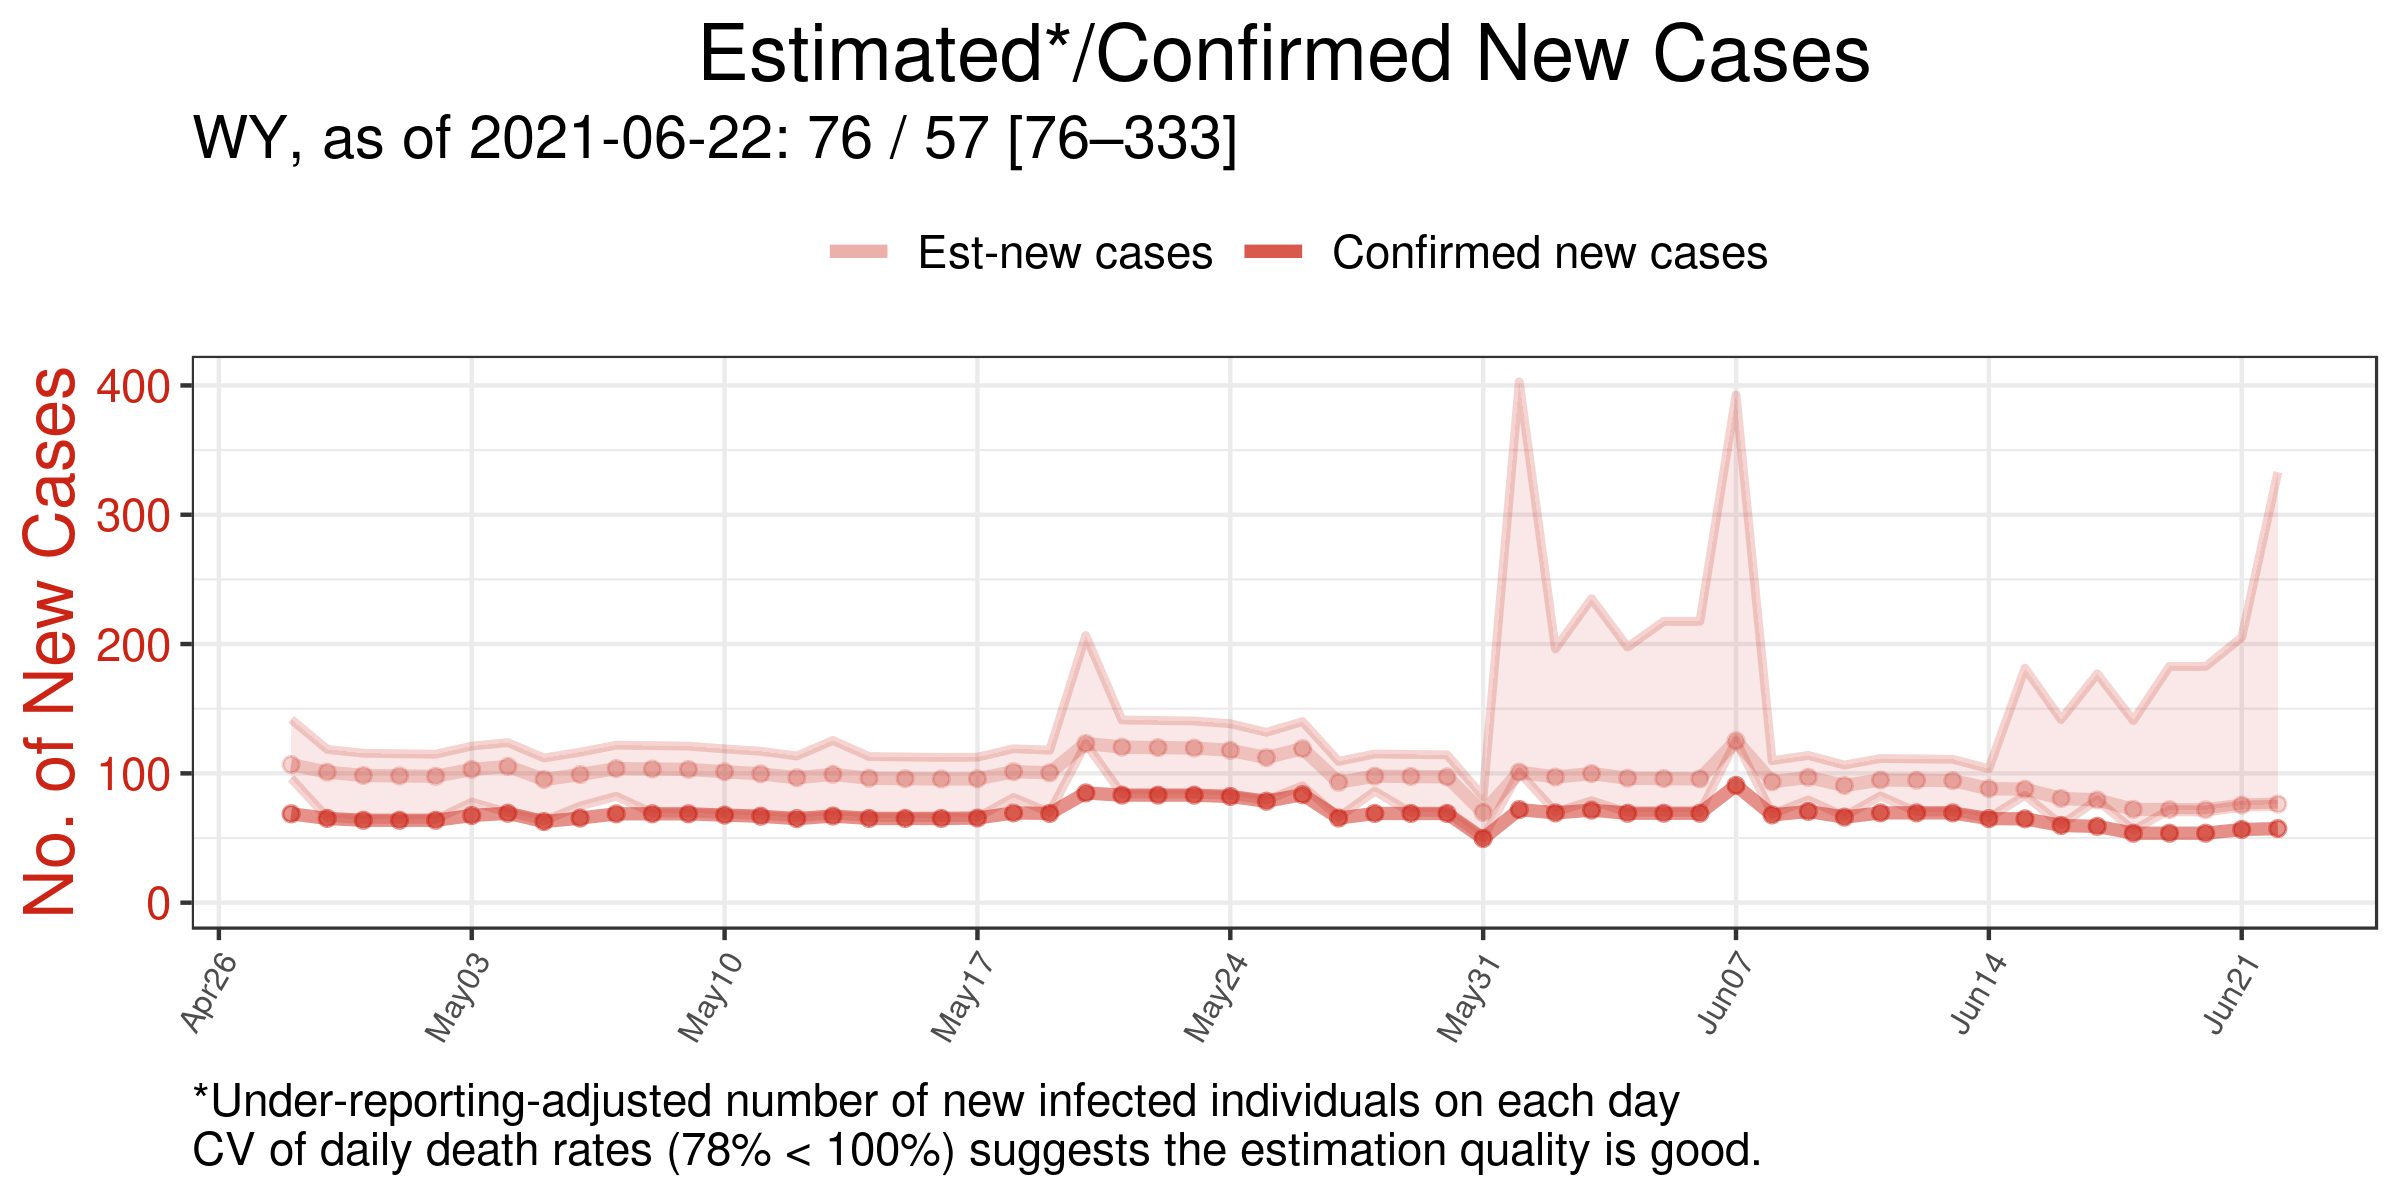 Estimated*/Confirmed New Cases
WY, as of 2021-06-22: 76 / 57 [76–333]
Est-new cases
Confirmed new cases
No. of New Cases
400
300
200
100
0
Apr26
May03
May10
May17
May24
May31
Jun07
Jun14
Jun21
*Under-reporting-adjusted number of new infected individuals on each day
CV of daily death rates (78% < 100%) suggests the estimation quality is good.